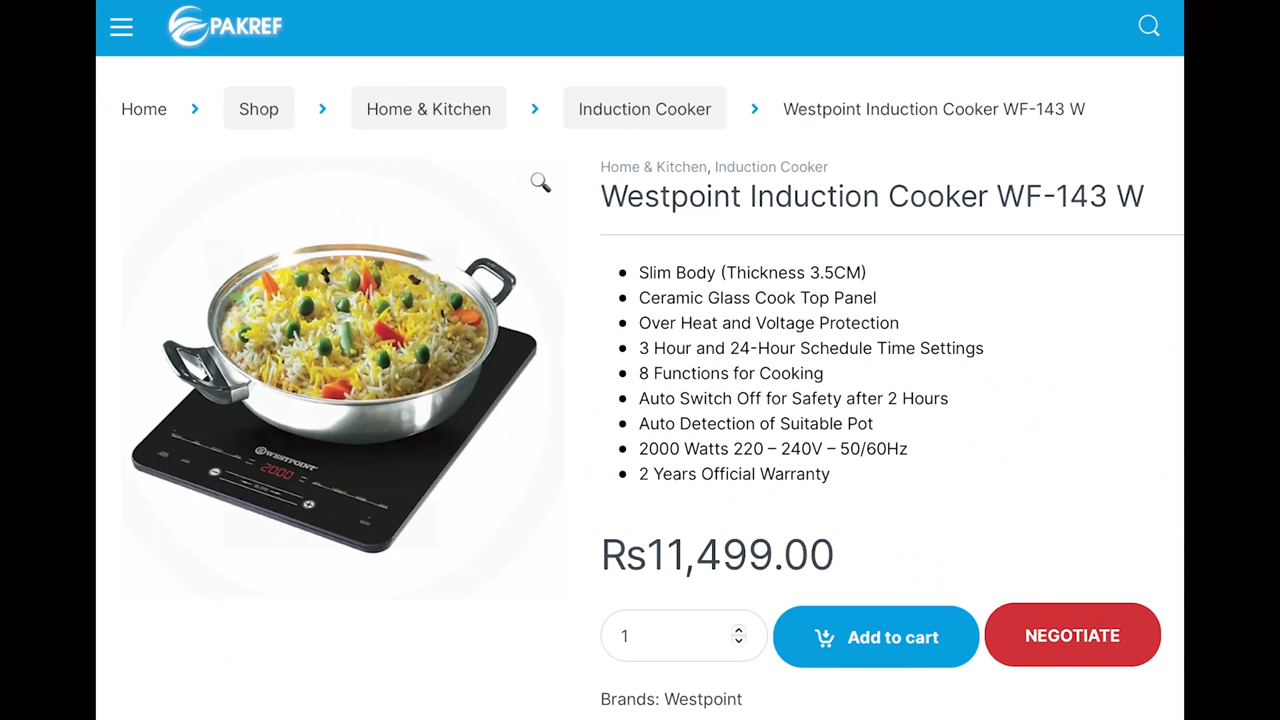 PAKREF
Home
Shop
Home & Kitchen
Induction Cooker
Westpoint Induction Cooker WF-143 W
Home & Kitchen, Induction Cooker
Westpoint Induction Cooker WF-143 W
Slim Body (Thickness 3.5CM)
Ceramic Glass Cook Top Panel
Over Heat and Voltage Protection
3 Hour and 24-Hour Schedule Time Settings
8 Functions for Cooking
Auto Switch Off for Safety after 2 Hours
Auto Detection of Suitable Pot
2000 Watts 220 – 240V – 50/60Hz
2 Years Official Warranty
WESTPOINT
2000
Rs11,499.00
1
Add to cart
NEGOTIATE
Brands: Westpoint